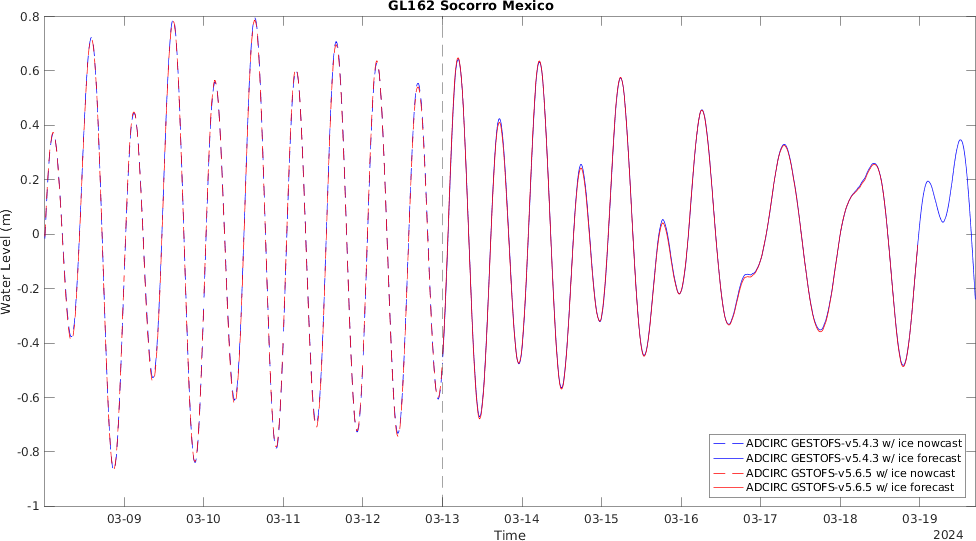 GL162 Socorro Mexico
Water Level (m)
0.8
0.6
0.4
0.2
0
-0.2
-0.4
-0.6
-0.8
-1
ADCIRC GESTOFS-v5.4.3 w/ ice nowcast
ADCIRC GESTOFS-v5.4.3 w/ ice forecast
ADCIRC GSTOFS-v5.6.5 w/ ice nowcast
ADCIRC GSTOFS-v5.6.5 w/ ice forecast
03-09 03-10 03-11 03-12 03-13 03-14 03-15 03-16 03-17 03-18 03-19
Time
2024